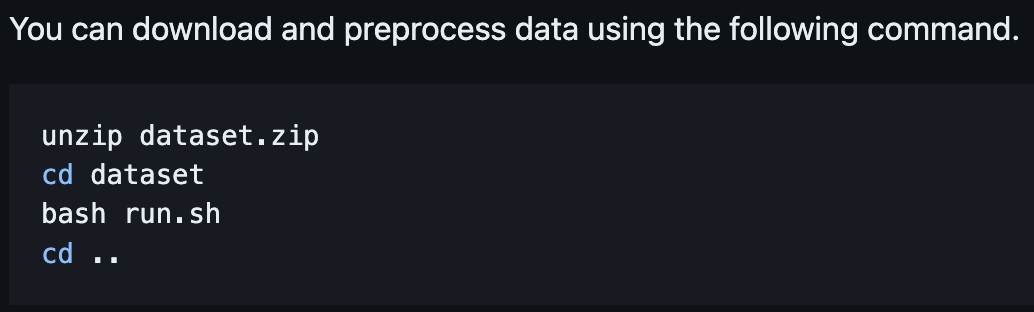 You can download and preprocess data using the following command.
unzip dataset.zip
cd dataset
bash run.sh
cd ..